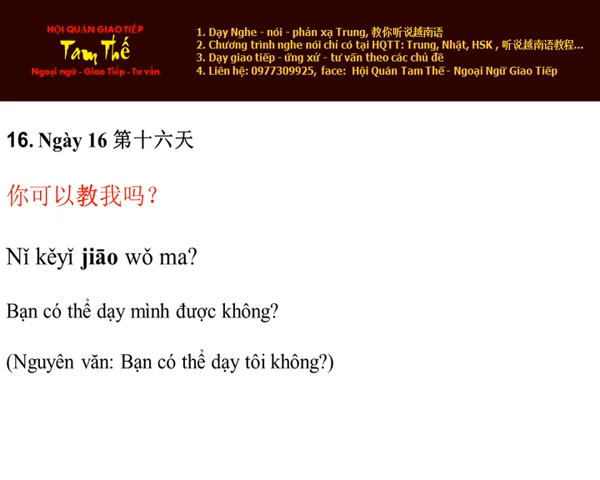 HỘI QUÁN GIAO TIẾP
Tam Thế
Ngoại ngữ - Giao Tiếp - Tư vấn
1. Dạy Nghe - nói - phản xạ Trung, 教你听说越南语
2. Chương trình nghe nói chỉ có tại HQTT: Trung, Nhật, HSK , 听说越南语教程...
3. Dạy giao tiếp - ứng xử - tư vấn theo các chủ đề
4. Liên hệ: 0977309925, face: Hội Quán Tam Thế - Ngoại Ngữ Giao Tiếp
16. Ngày 16 第十六天
你可以教我吗？
Nǐ kěyǐ jiāo wǒ ma?
Bạn có thể dạy mình được không?
(Nguyên văn: Bạn có thể dạy tôi không?)